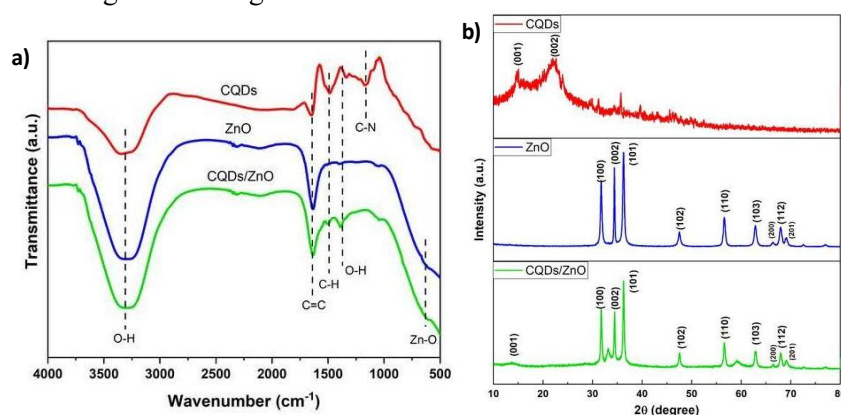 a)
CQDs
ZnO
CQDs/ZnO
C-N
O-H
C-H
C=C
O-H
Zn-O
Transmittance (a.u.)
4000 3500 3000 2500 2000 1500 1000 500
Wavenumber (cm-1)
b)
CQDs
(001)
(002)
ZnO
(100)
(002)
(101)
(102)
(110)
(103)
(200)
(112)
(201)
CQDs/ZnO
(001)
(100)
(002)
(101)
(102)
(110)
(103)
(200)
(112)
(201)
Intensity (a.u.)
10 20 30 40 50 60 70 80
2θ (degree)